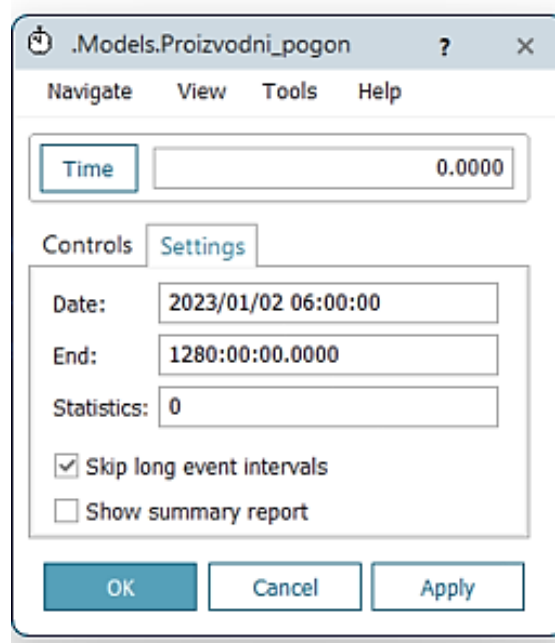 .Models.Proizvodni_pogon ? ×
Navigate View Tools Help
Time 0.0000
Controls Settings
Date: 2023/01/02 06:00:00
End: 1280:00:00.0000
Statistics: 0
Skip long event intervals
Show summary report
OK Cancel Apply